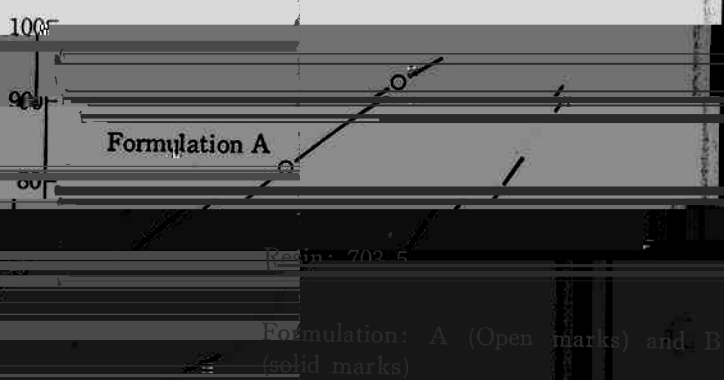 100
90
Formulation A
80
Resin: 703.5
Formulation: A (Open marks) and B
(solid marks)